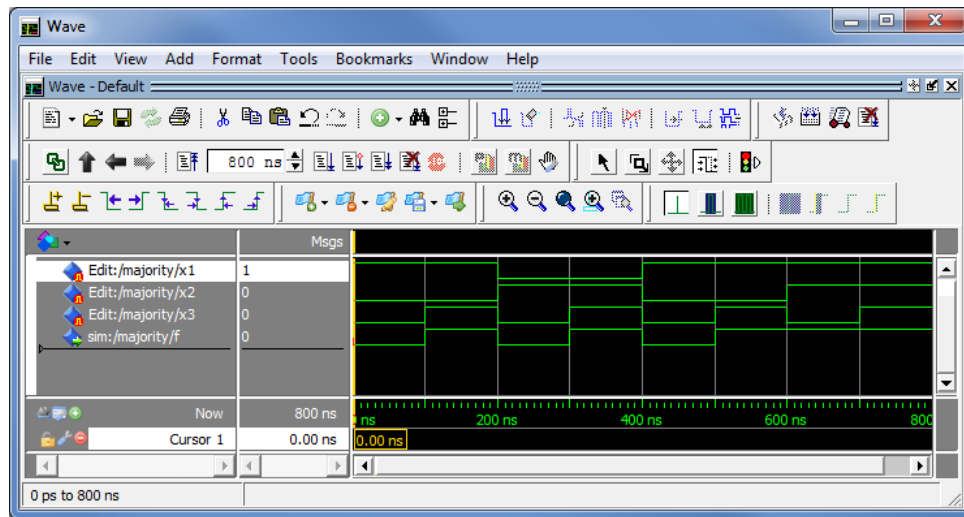 Wave
File Edit View Add Format Tools Bookmarks Window Help
Wave - Default
800 ns
Msgs
Edit:/majority/x1 1
Edit:/majority/x2 0
Edit:/majority/x3 0
sim:/majority/f 0
Now 800 ns ns 200 ns 400 ns 600 ns 800
Cursor 1 0.00 ns 0.00 ns
0 ps to 800 ns